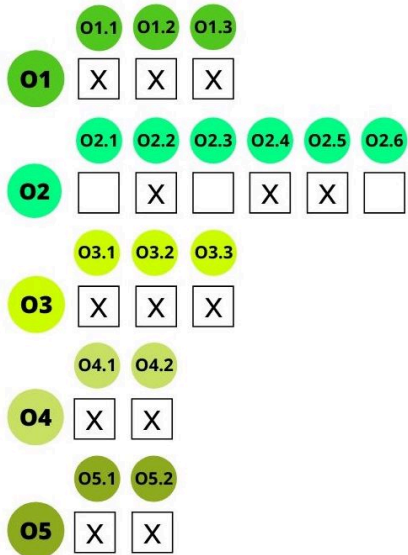 O1.1 O1.2 O1.3
O1 X X X
O2.1 O2.2 O2.3 O2.4 O2.5 O2.6
O2 X X X
O3.1 O3.2 O3.3
O3 X X X
O4.1 O4.2
O4 X X
O5.1 O5.2
O5 X X